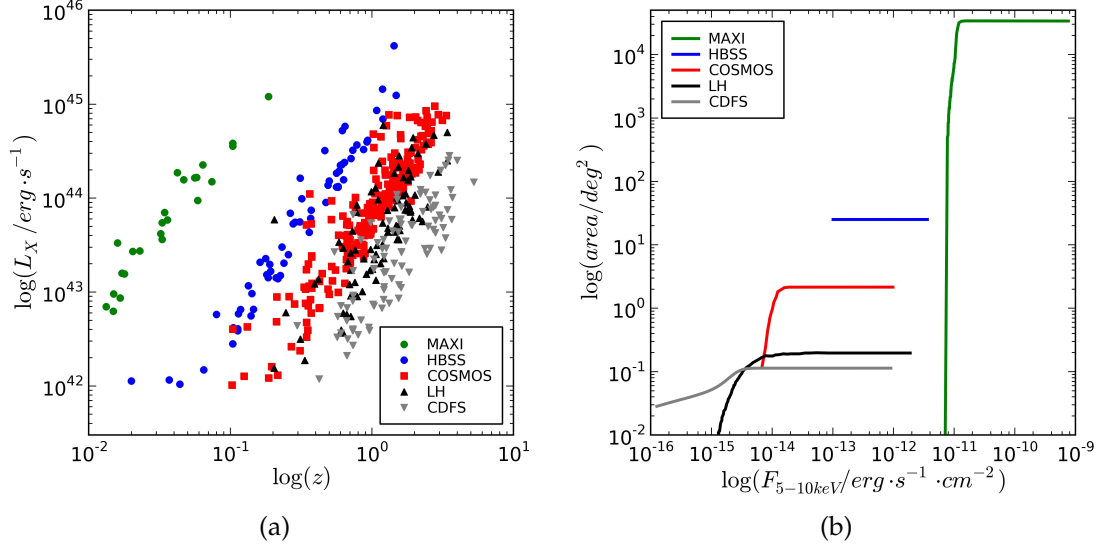 10^46
10^45
10^44
10^43
10^42
log(L_X /erg·s^−1)
10^−2
10^−1
10^0
10^1
log(z)
MAXI
HBSS
COSMOS
LH
CDFS
(a)
10^4
10^3
10^2
10^1
10^0
10^−1
10^−2
log(area/deg^2)
10^−16
10^−15
10^−14
10^−13
10^−12
10^−11
10^−10
10^−9
log(F_5−10keV/erg·s^−1 ·cm^−2)
MAXI
HBSS
COSMOS
LH
CDFS
(b)